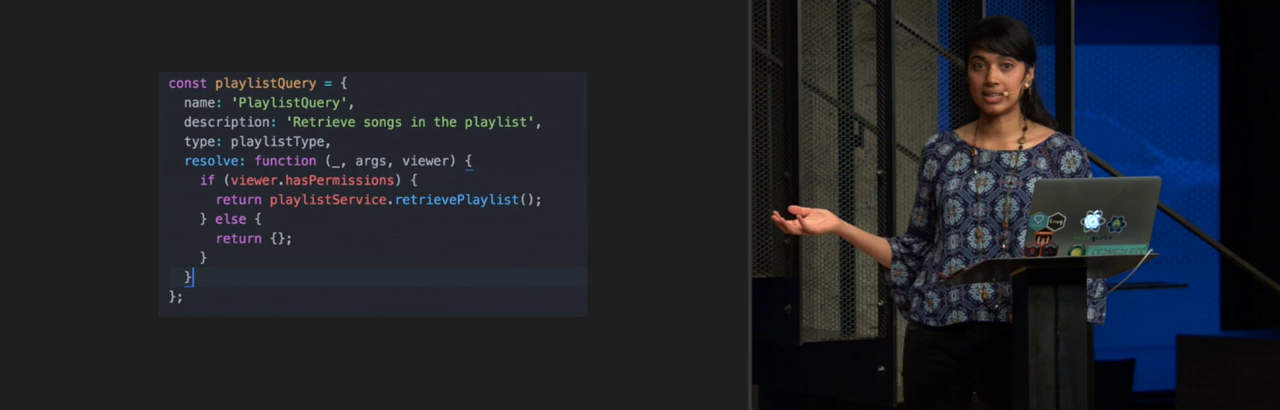 const playlistQuery = {
  name: 'PlaylistQuery',
  description: 'Retrieve songs in the playlist',
  type: playlistType,
  resolve: function (_, args, viewer) {
    if (viewer.hasPermissions) {
      return playlistService.retrievePlaylist();
    } else {
      return {};
    }
  }
};